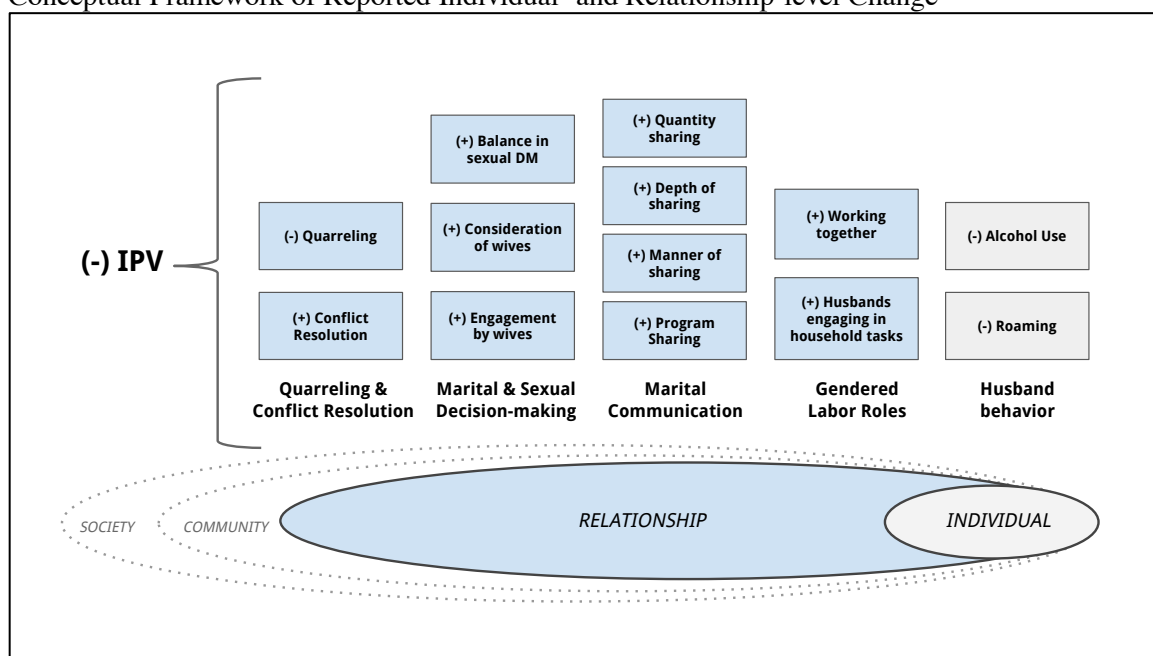 Conceptual Framework of Reported Individual- and Relationship-level Change
(-) IPV
(-) Quarreling
(+) Conflict
Resolution
Quarreling &
Conflict Resolution
(+) Balance in
sexual DM
(+) Consideration
of wives
(+) Engagement
by wives
Marital & Sexual
Decision-making
(+) Quantity
sharing
(+) Depth of
sharing
(+) Manner of
sharing
(+) Program
Sharing
Marital
Communication
(+) Working
together
(+) Husbands
engaging in
household tasks
Gendered
Labor Roles
(-) Alcohol Use
(-) Roaming
Husband
behavior
SOCIETY
COMMUNITY
RELATIONSHIP
INDIVIDUAL